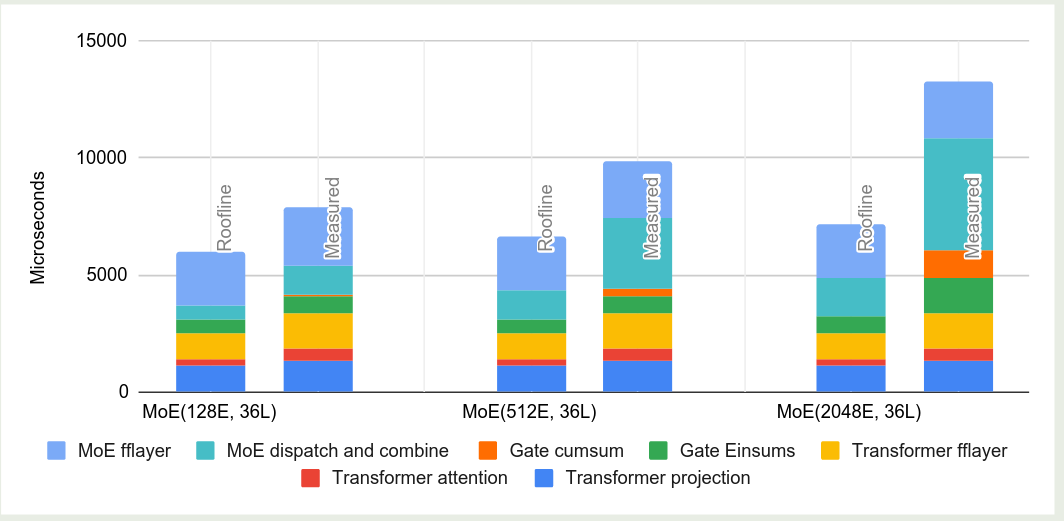 15000
10000
5000
0
Microseconds
Roofline
Measured
Roofline
Measured
Roofline
Measured
MoE(128E, 36L)
MoE(512E, 36L)
MoE(2048E, 36L)
MoE fflayer
MoE dispatch and combine
Gate cumsum
Gate Einsums
Transformer fflayer
Transformer attention
Transformer projection